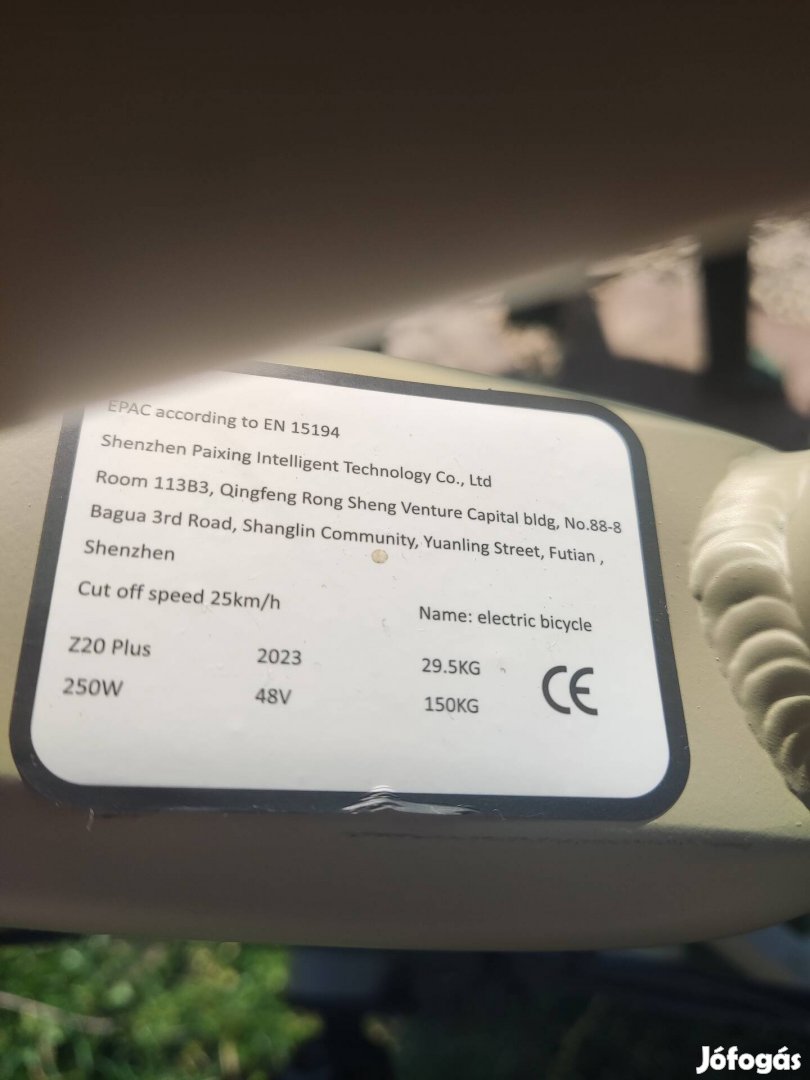 EPAC according to EN 15194
Shenzhen Paixing Intelligent Technology Co., Ltd
Room 113B3, Qingfeng Rong Sheng Venture Capital bldg, No.88-8
Bagua 3rd Road, Shanglin Community, Yuanling Street, Futian ,
Shenzhen
Cut off speed 25km/h
Name: electric bicycle
Z20 Plus 2023 29.5KG
250W 48V 150KG
CE
Jófogás